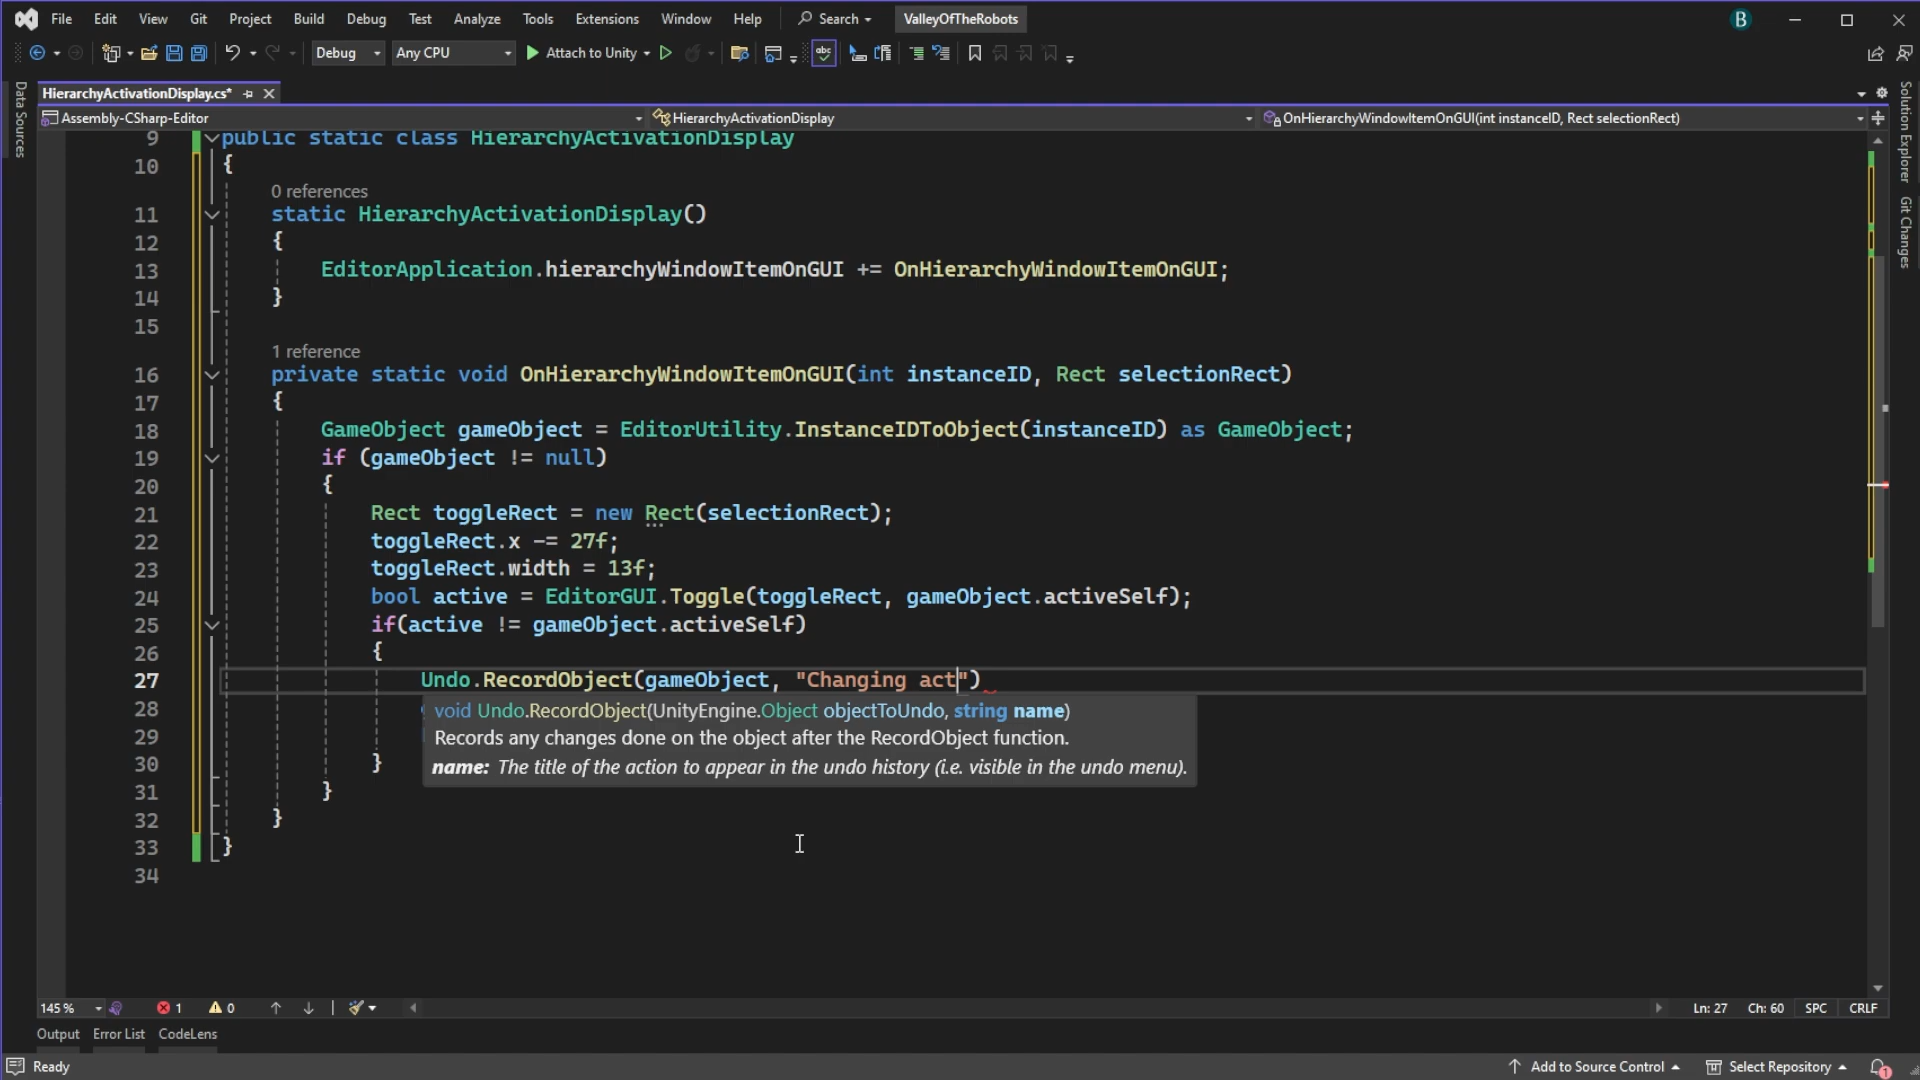 File Edit View Git Project Build Debug Test Analyze Tools Extensions Window Help Search ValleyOfTheRobots B
Debug Any CPU Attach to Unity abc
HierarchyActivationDisplay.cs*
Assembly-CSharp-Editor HierarchyActivationDisplay OnHierarchyWindowItemOnGUI(int instanceID, Rect selectionRect)
Data Sources
Solution Explorer
Git Changes
9 public static class HierarchyActivationDisplay
10 {
0 references
11 static HierarchyActivationDisplay()
12 {
13 EditorApplication.hierarchyWindowItemOnGUI += OnHierarchyWindowItemOnGUI;
14 }
15
1 reference
16 private static void OnHierarchyWindowItemOnGUI(int instanceID, Rect selectionRect)
17 {
18 GameObject gameObject = EditorUtility.InstanceIDToObject(instanceID) as GameObject;
19 if (gameObject != null)
20 {
21 Rect toggleRect = new Rect(selectionRect);
22 toggleRect.x -= 27f;
23 toggleRect.width = 13f;
24 bool active = EditorGUI.Toggle(toggleRect, gameObject.activeSelf);
25 if(active != gameObject.activeSelf)
26 {
27 Undo.RecordObject(gameObject, "Changing act")
28 void Undo.RecordObject(UnityEngine.Object objectToUndo, string name)
29 Records any changes done on the object after the RecordObject function.
30 } name: The title of the action to appear in the undo history (i.e. visible in the undo menu).
31 }
32 }
33 }
34
145 % 1 0 Ln: 27 Ch: 60 SPC CRLF
Output Error List CodeLens
Ready Add to Source Control Select Repository 1